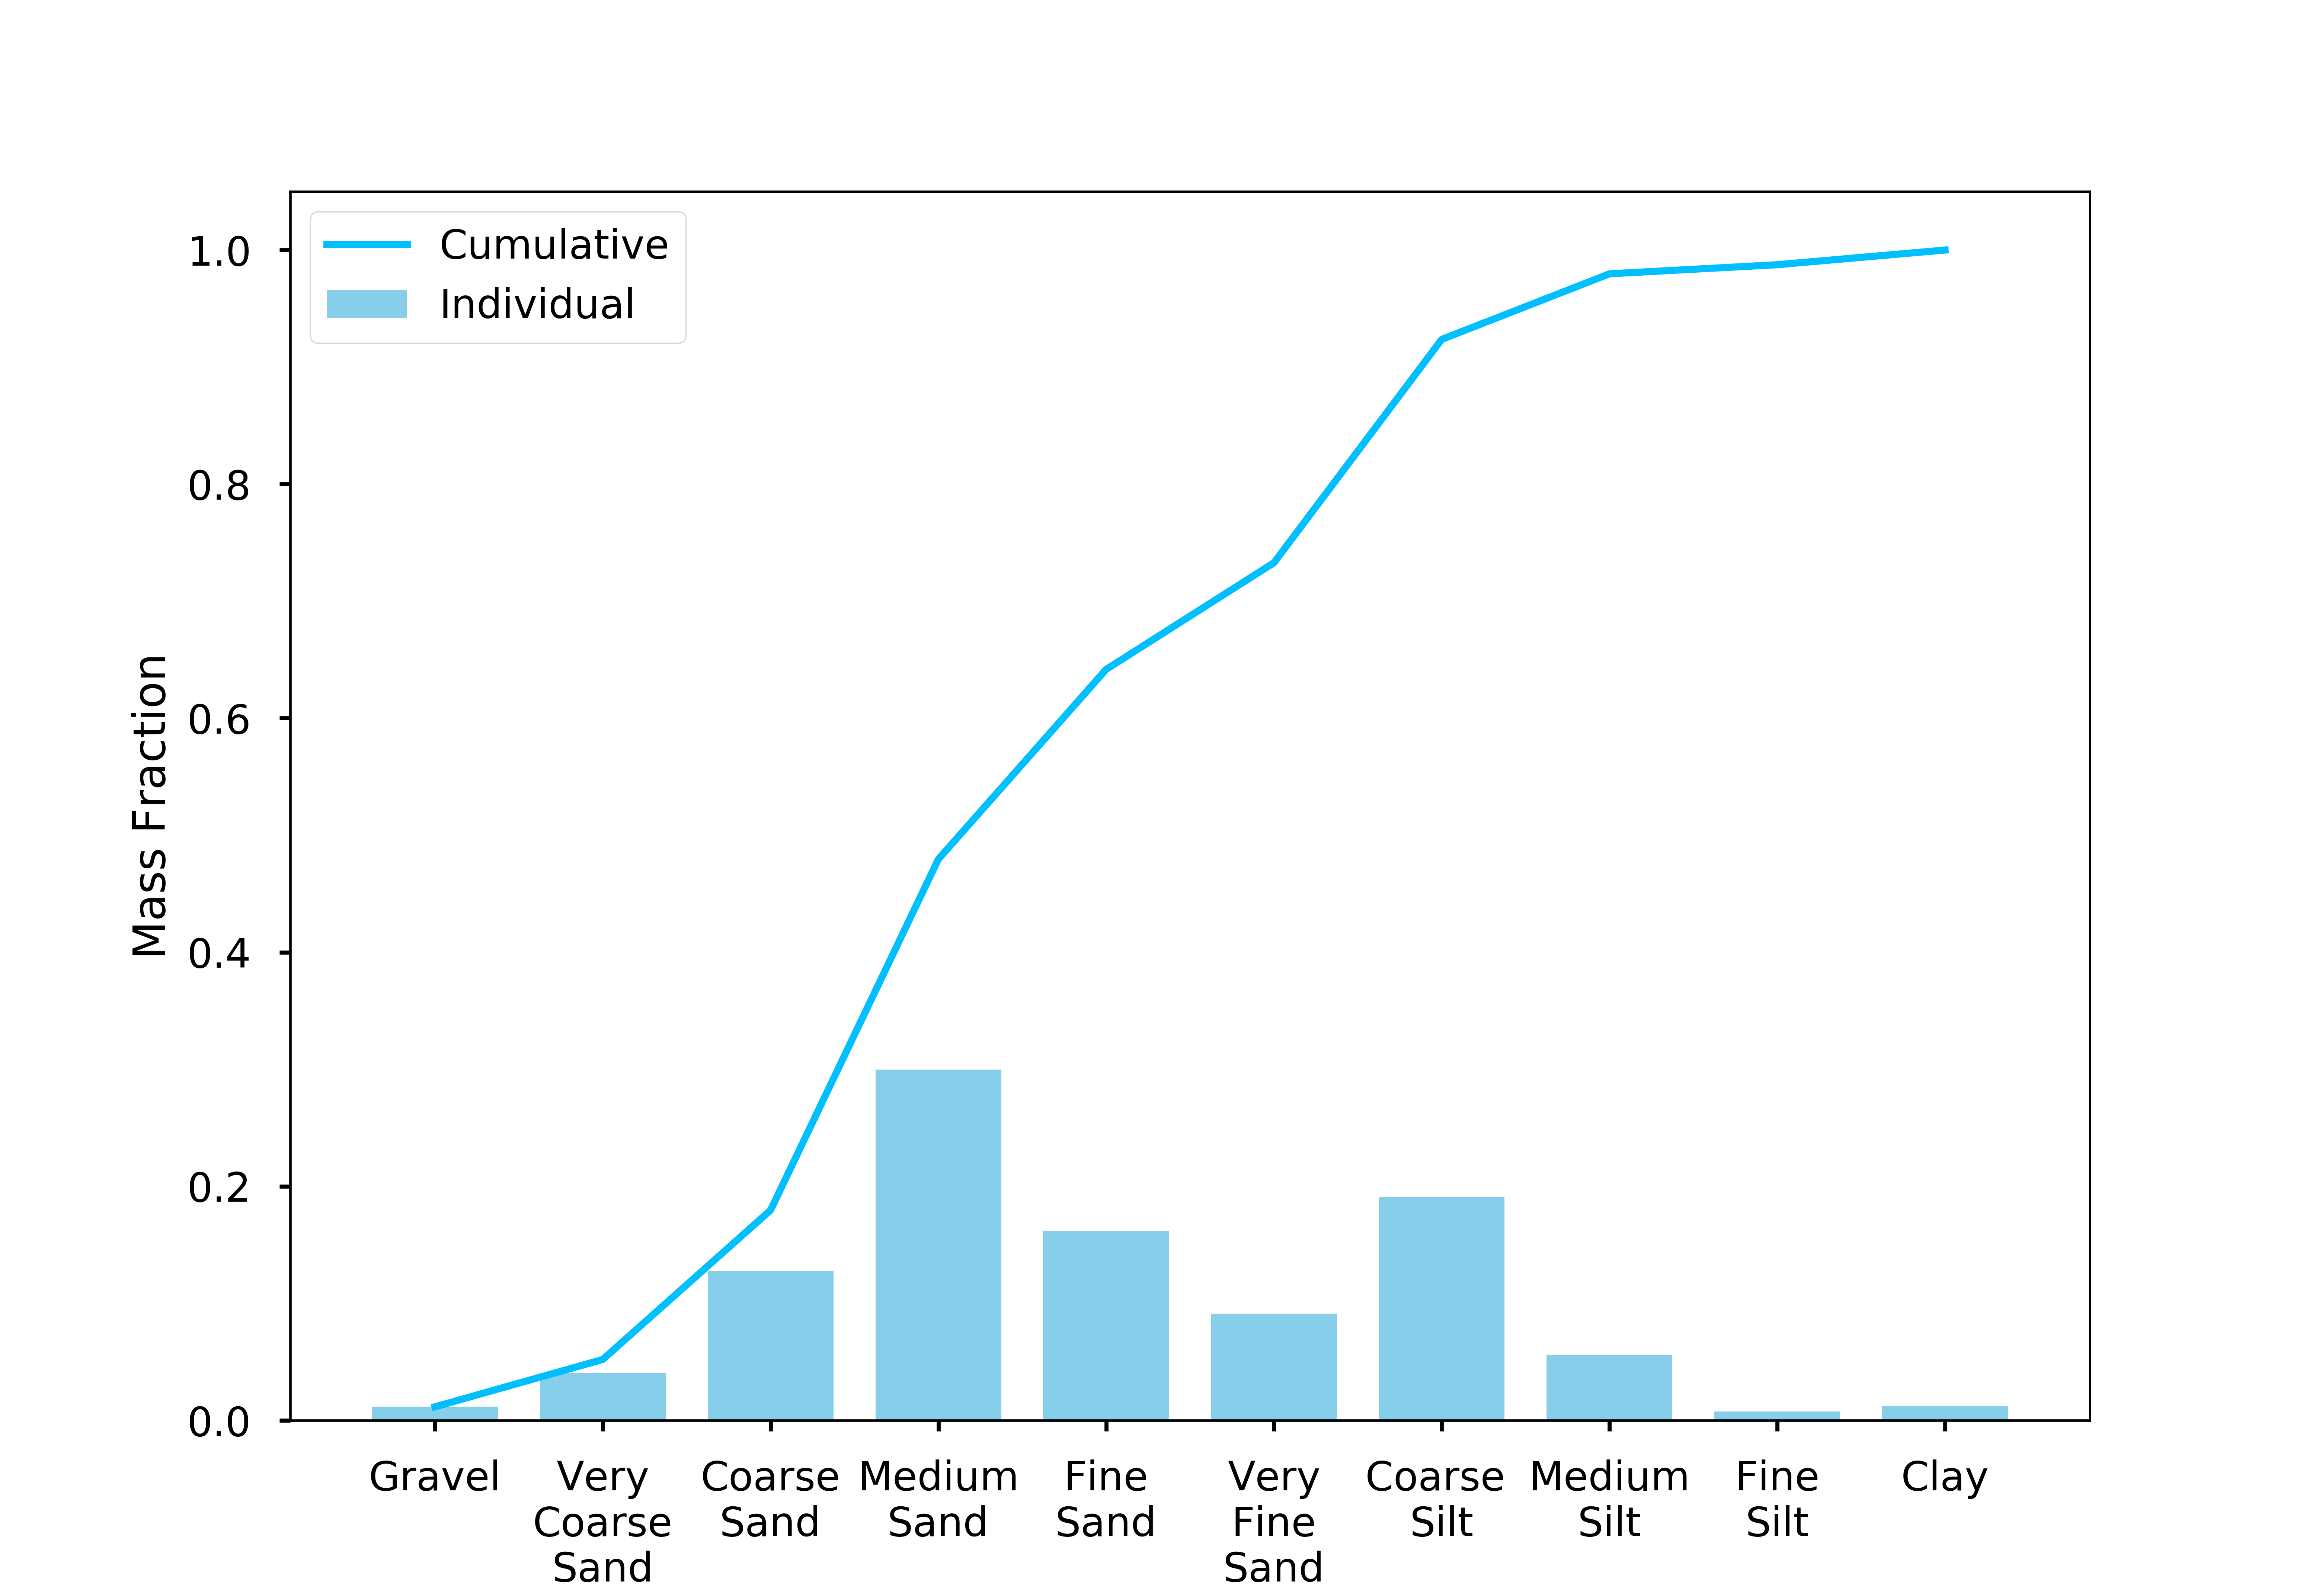 Cumulative
Individual
1.0
0.8
0.6
0.4
0.2
0.0
Mass Fraction
Gravel
Very
Coarse
Sand
Coarse
Sand
Medium
Sand
Fine
Sand
Very
Fine
Sand
Coarse
Silt
Medium
Silt
Fine
Silt
Clay